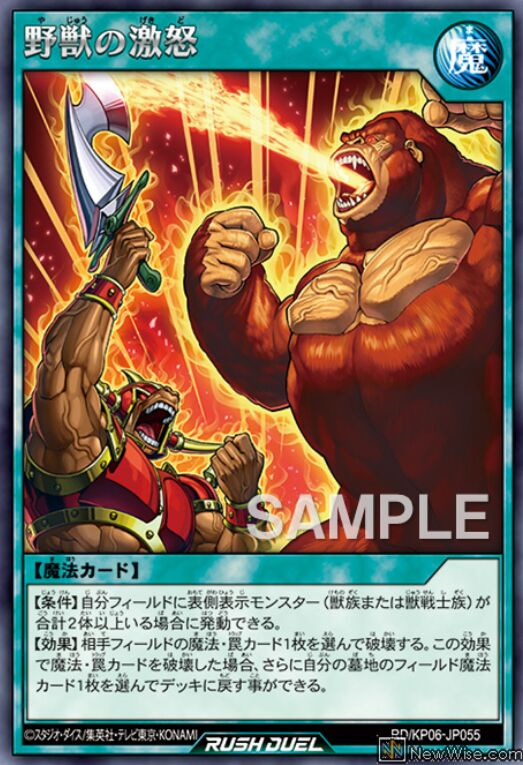 野獣の激怒
魔
SAMPLE
【魔法カード】
【条件】自分フィールドに表側表示モンスター(獣族または獣戦士族)が
合計2体以上いる場合に発動できる。
【効果】相手フィールドの魔法・罠カード1枚を選んで破壊する。この効果
で魔法・罠カードを破壊した場合、さらに自分の墓地のフィールド魔法
カード1枚を選んでデッキに戻す事ができる。
©スタジオ・ダイス/集英社・テレビ東京・KONAMI
RUSH DUEL
RD/KP06-JP055
NewWise.com